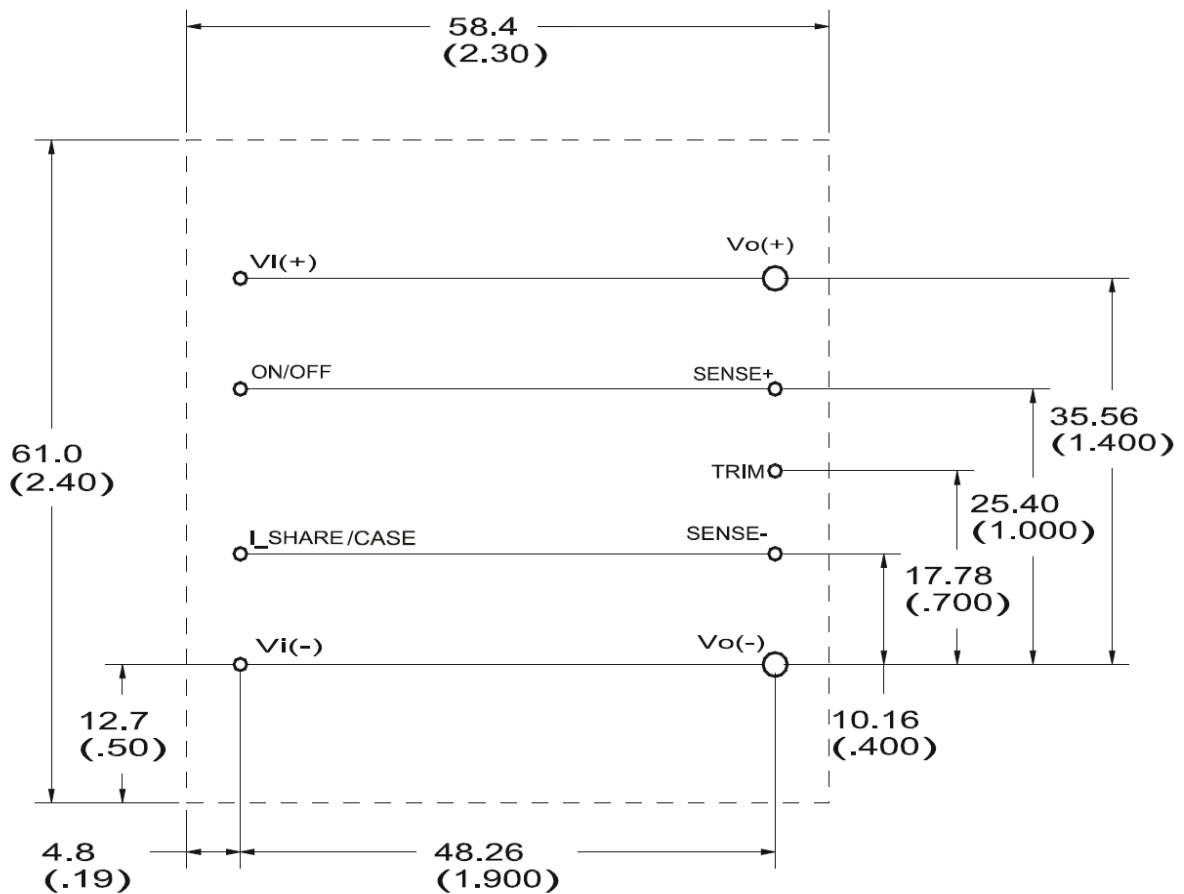 58.4
(2.30)
Vo(+)
VI(+)
ON/OFF
SENSE+
35.56
(1.400)
61.0
(2.40)
TRIM
25.40
(1.000)
I_SHARE/CASE
SENSE-
17.78
(.700)
Vi(-)
Vo(-)
12.7
(.50)
10.16
(.400)
4.8
(.19)
48.26
(1.900)